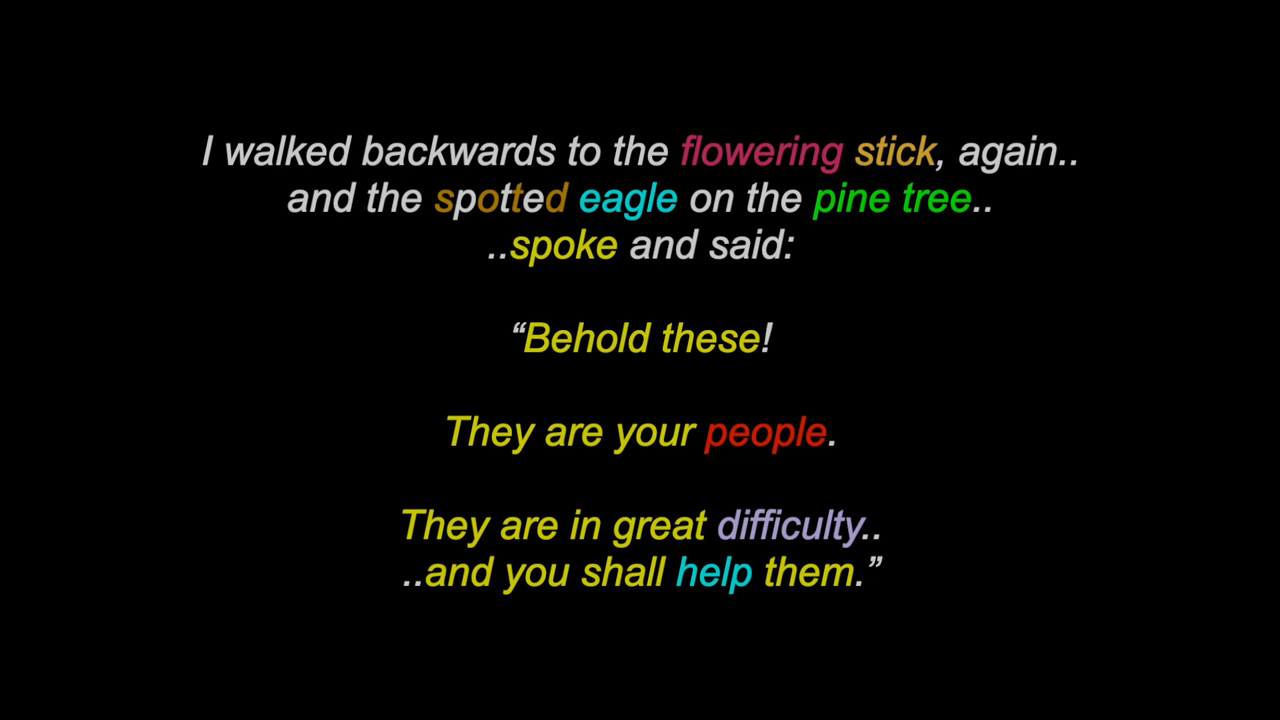 I walked backwards to the flowering stick, again..
and the spotted eagle on the pine tree..
..spoke and said:
“Behold these!
They are your people.
They are in great difficulty..
..and you shall help them.”